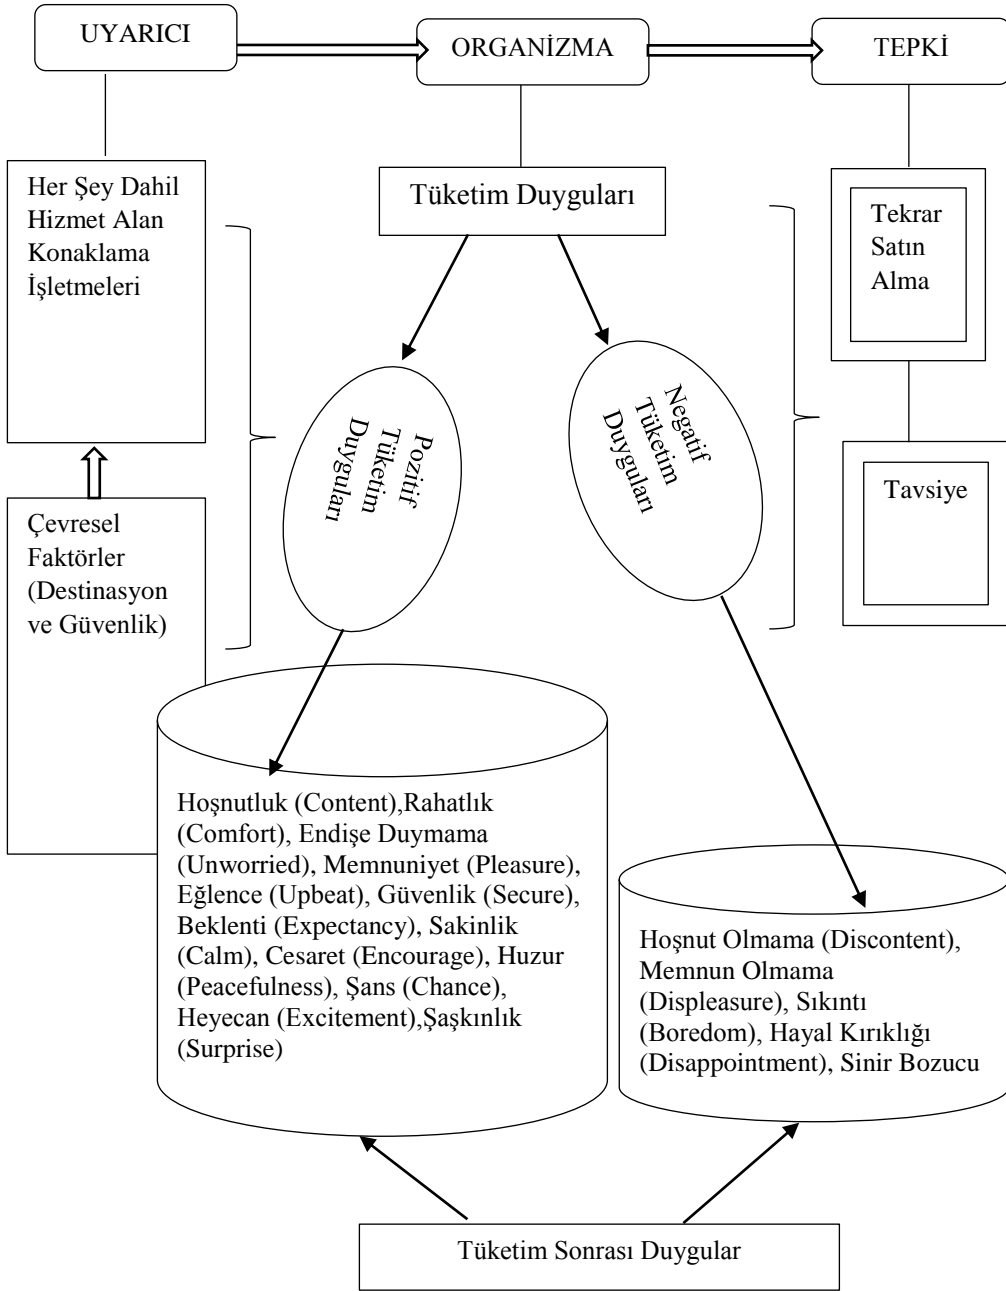 UYARICI
ORGANİZMA
TEPKİ
Her Şey Dahil
Hizmet Alan
Konaklama
İşletmeleri
Tüketim Duyguları
Tekrar
Satın
Alma
Pozitif
Tüketim
Duyguları
Negatif
Tüketim
Duyguları
Tavsiye
Çevresel
Faktörler
(Destinasyon
ve Güvenlik)
Hoşnutluk (Content),Rahatlık
(Comfort), Endişe Duymama
(Unworried), Memnuniyet (Pleasure),
Eğlence (Upbeat), Güvenlik (Secure),
Beklenti (Expectancy), Sakinlik
(Calm), Cesaret (Encourage), Huzur
(Peacefulness), Şans (Chance),
Heyecan (Excitement),Şaşkınlık
(Surprise)
Hoşnut Olmama (Discontent),
Memnun Olmama
(Displeasure), Sıkıntı
(Boredom), Hayal Kırıklığı
(Disappointment), Sinir Bozucu
Tüketim Sonrası Duygular